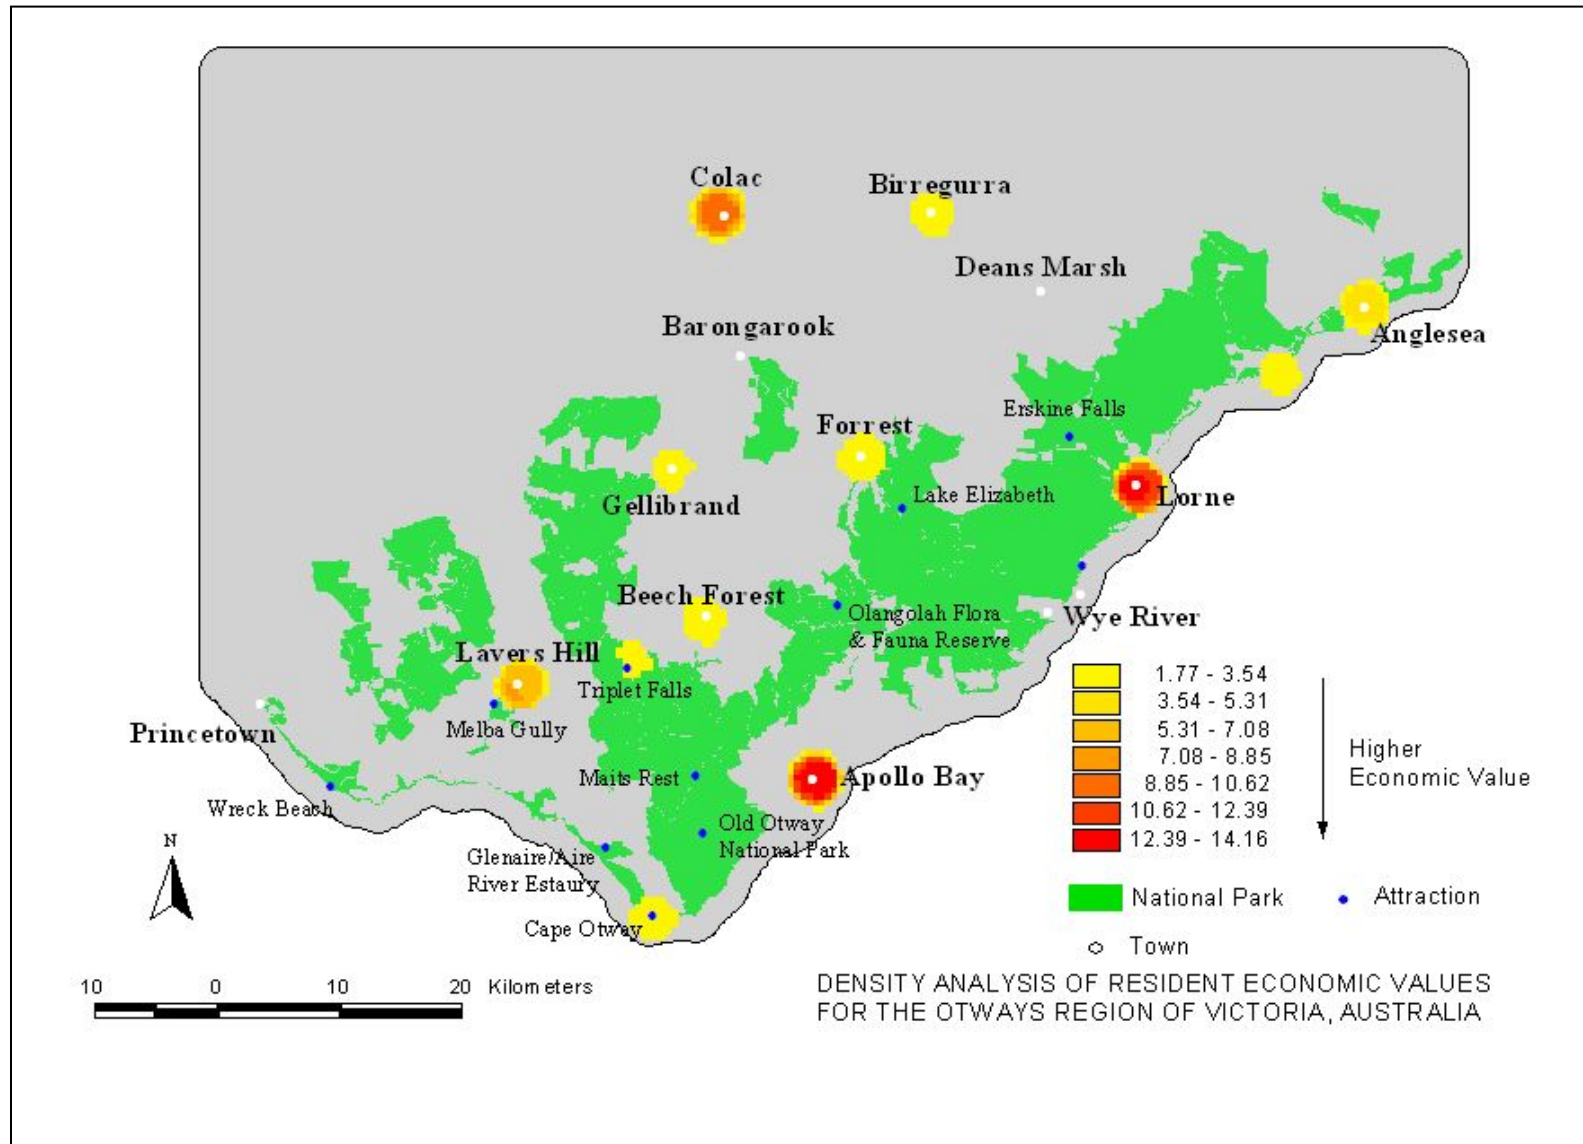 Colac
Birregurra
Deans Marsh
Barongarook
Anglesea
Erskine Falls
Forrest
Lake Elizabeth
Lorne
Gellibrand
Beech Forest
Olangolah Flora
& Fauna Reserve
Wye River
Lavers Hill
Triplet Falls
Princetown
Melba Gully
Maits Rest
Apollo Bay
Wreck Beach
Old Otway
National Park
Glenaire/Aire
River Estaury
Cape Otway
N
1.77 - 3.54
3.54 - 5.31
5.31 - 7.08
7.08 - 8.85
8.85 - 10.62
10.62 - 12.39
12.39 - 14.16
Higher
Economic Value
National Park
Attraction
Town
10 0 10 20 Kilometers
DENSITY ANALYSIS OF RESIDENT ECONOMIC VALUES
FOR THE OTWAYS REGION OF VICTORIA, AUSTRALIA